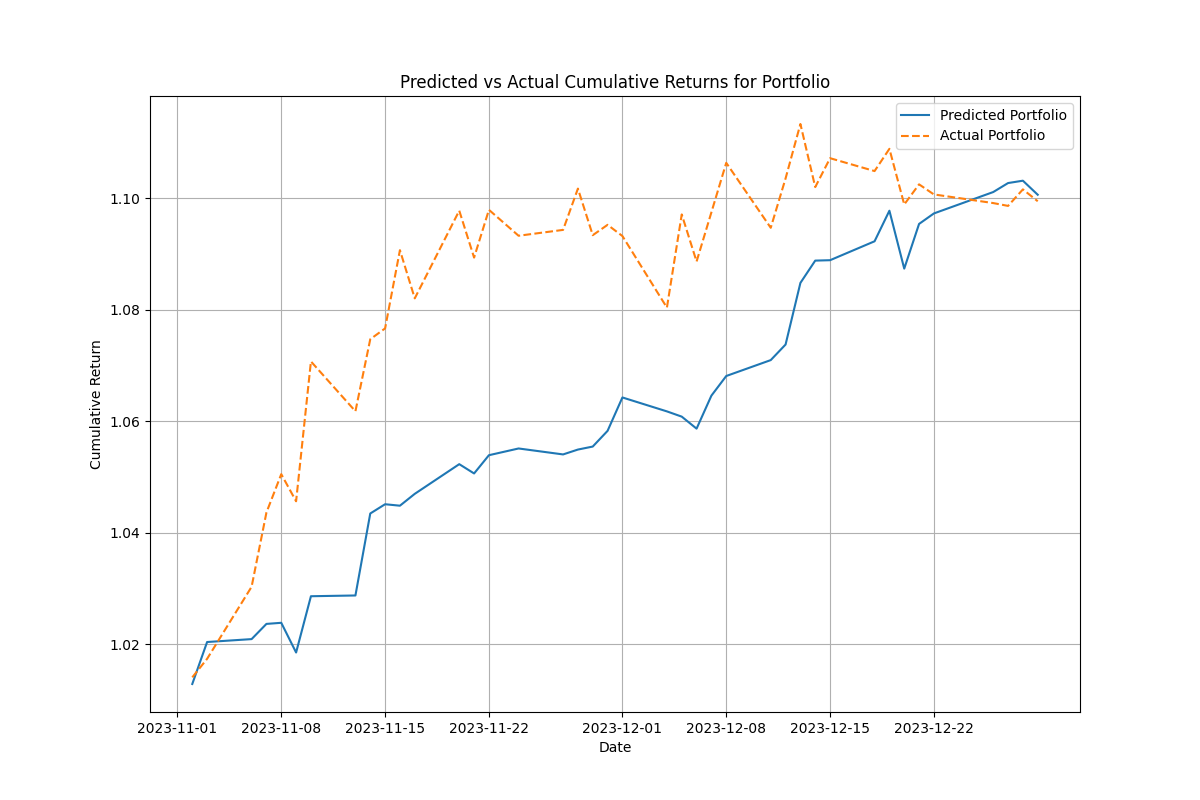 Predicted vs Actual Cumulative Returns for Portfolio
Predicted Portfolio
Actual Portfolio
Cumulative Return
1.10
1.08
1.06
1.04
1.02
2023-11-01 2023-11-08 2023-11-15 2023-11-22 2023-12-01 2023-12-08 2023-12-15 2023-12-22
Date